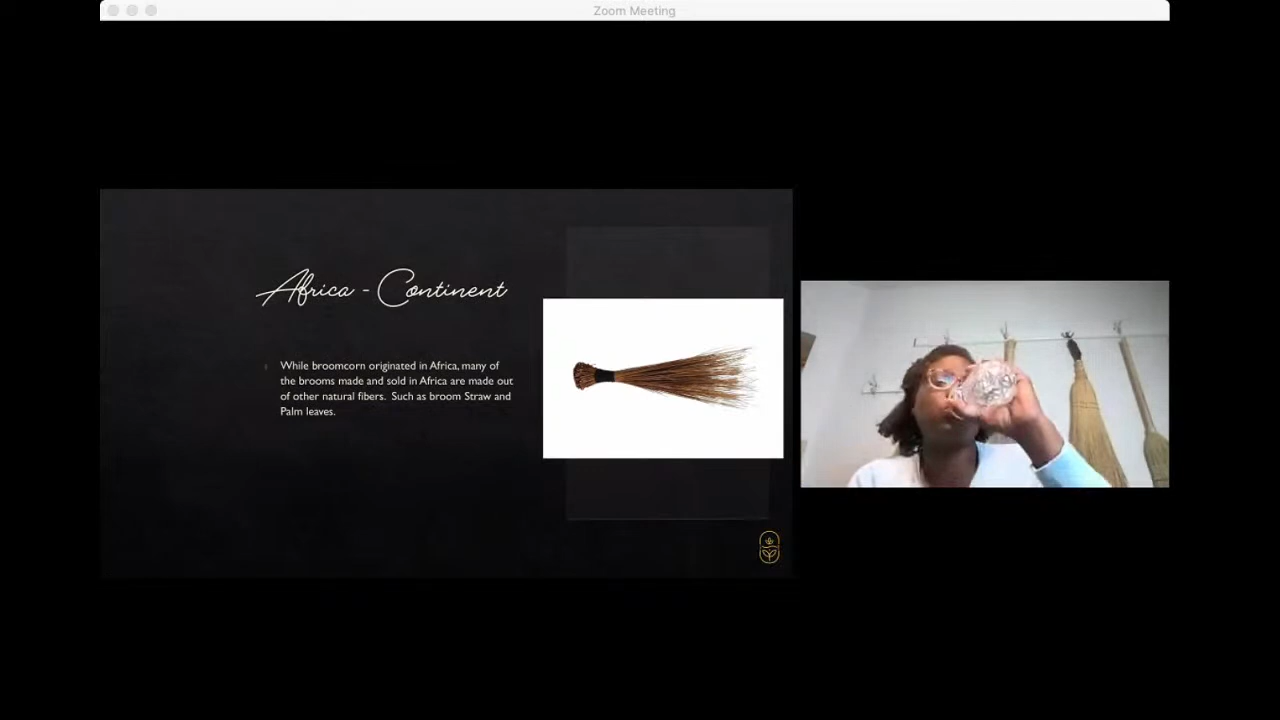 Zoom Meeting
Africa - Continent
While broomcorn originated in Africa, many of
the brooms made and sold in Africa are made out
of other natural fibers.  Such as broom Straw and
Palm leaves.